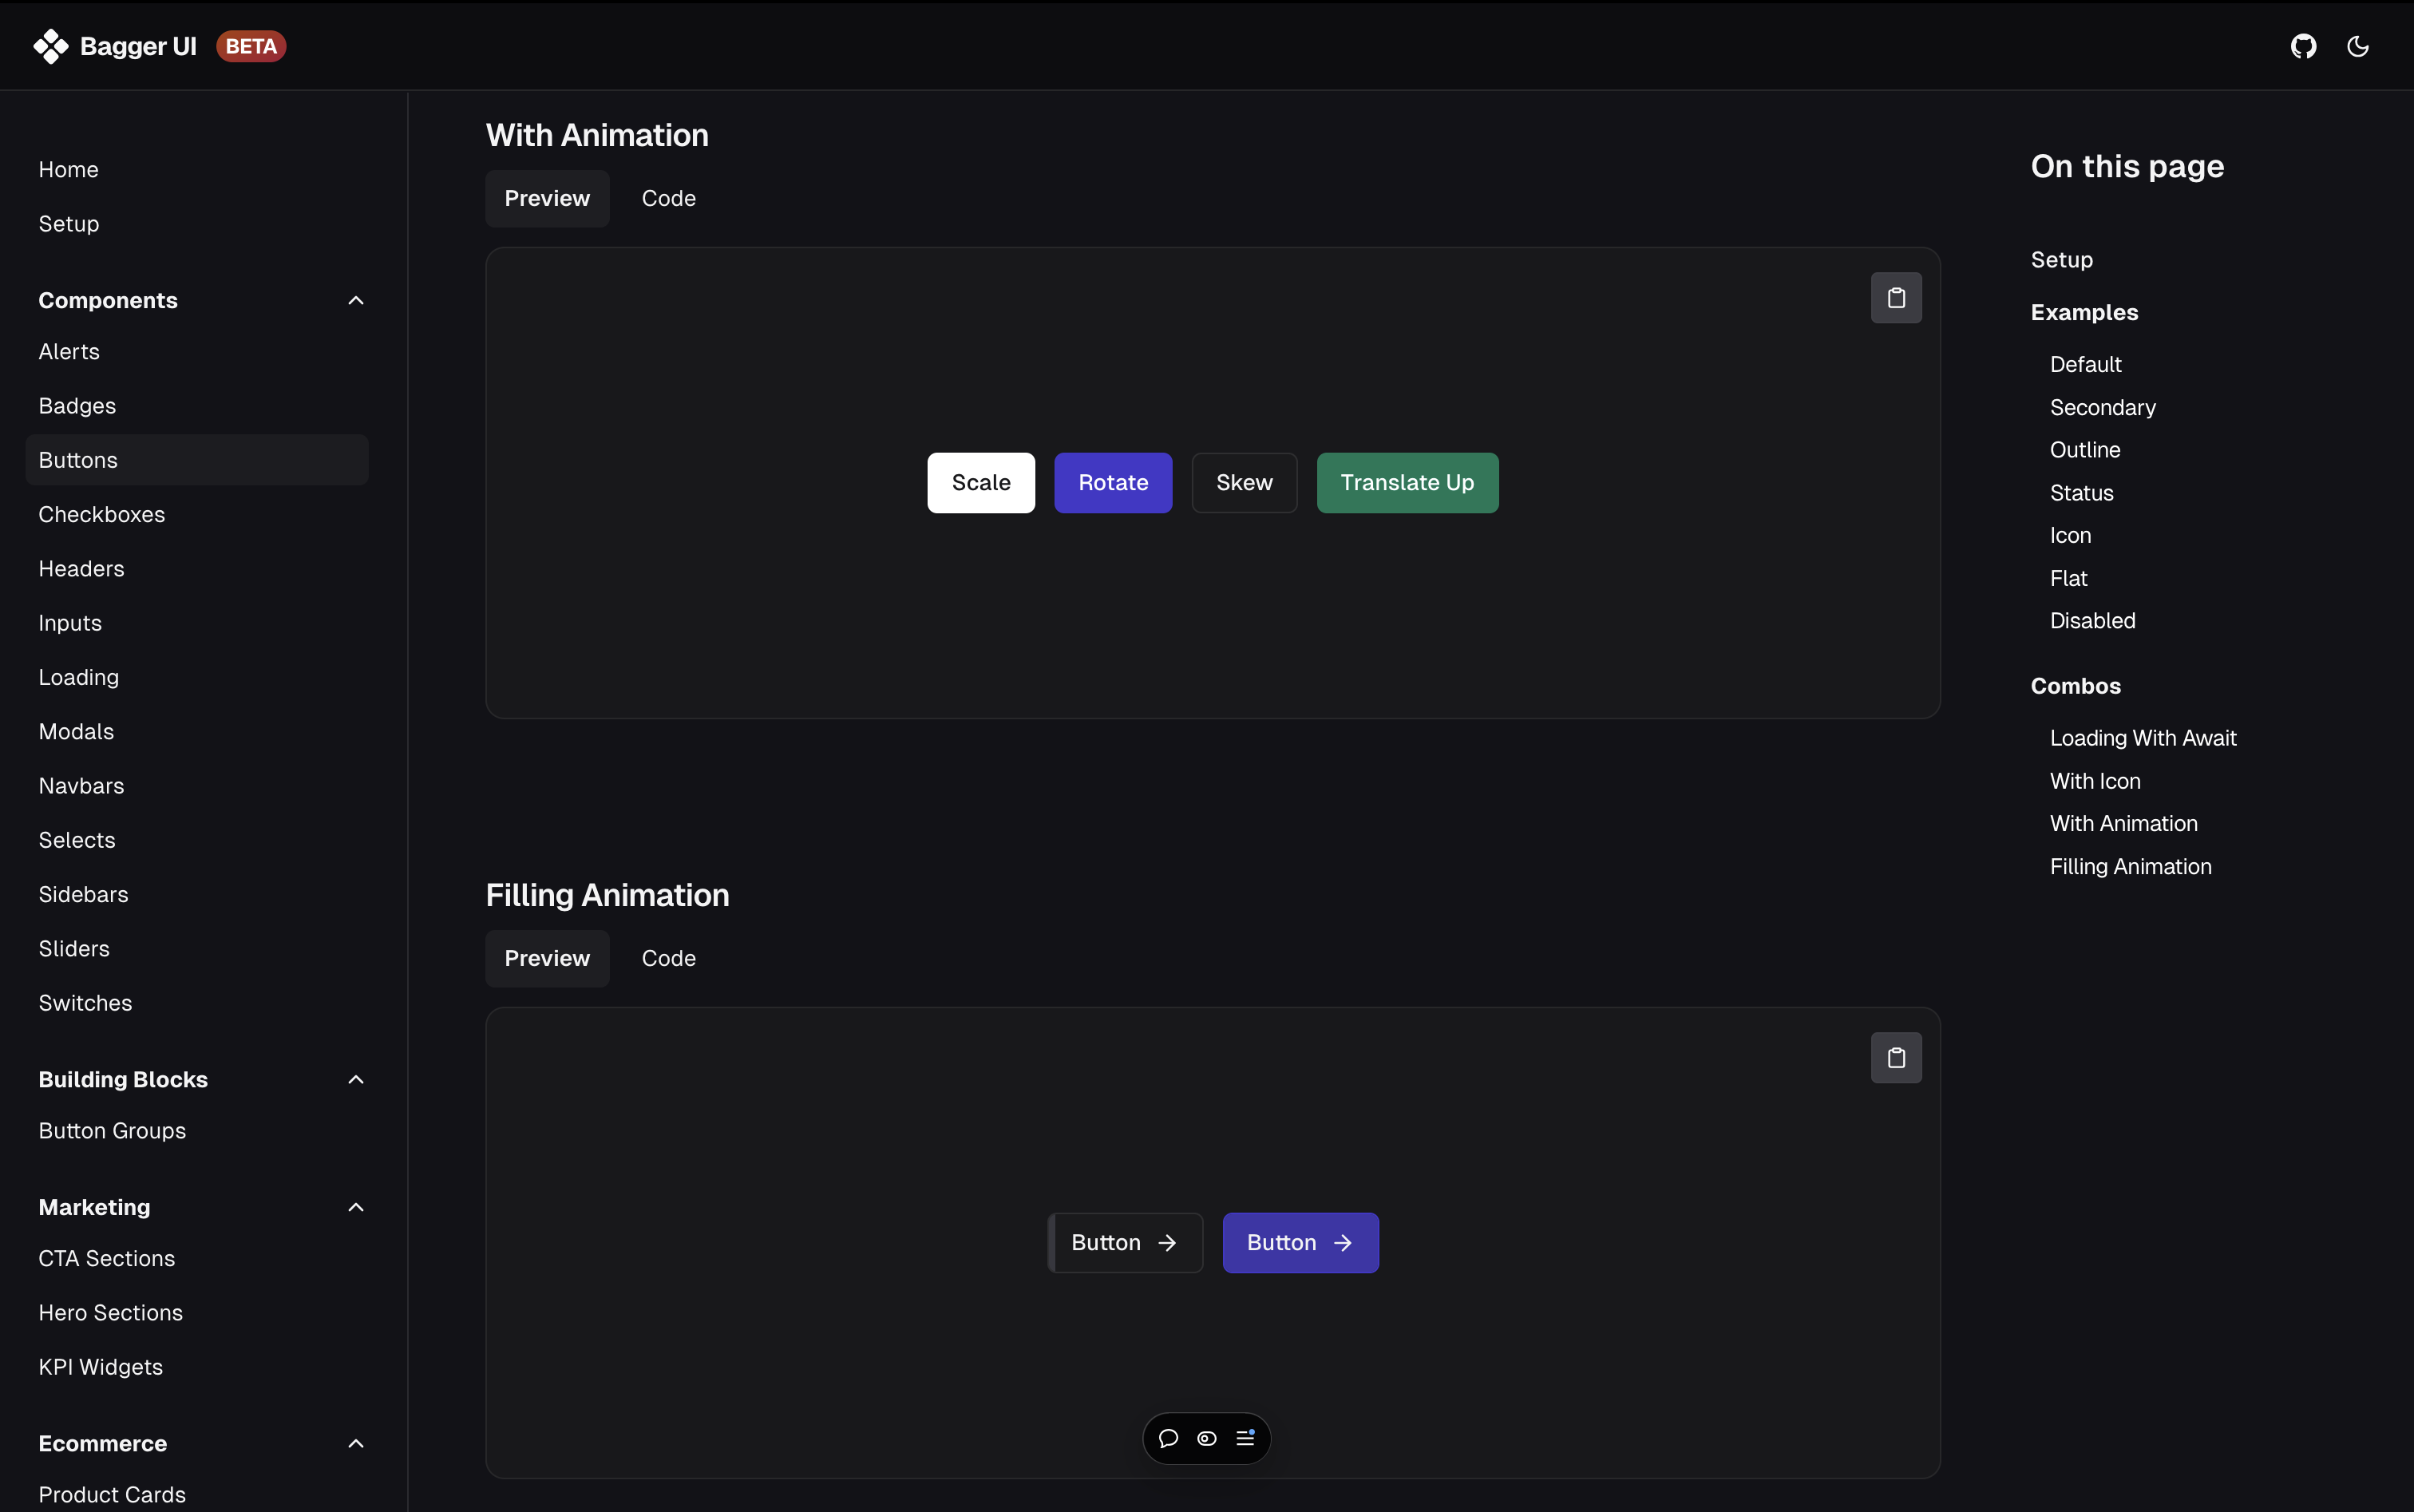 Bagger UI BETA
Home
Setup
Components
Alerts
Badges
Buttons
Checkboxes
Headers
Inputs
Loading
Modals
Navbars
Selects
Sidebars
Sliders
Switches
Building Blocks
Button Groups
Marketing
CTA Sections
Hero Sections
KPI Widgets
Ecommerce
Product Cards
With Animation
Preview Code
Scale Rotate Skew Translate Up
Filling Animation
Preview Code
Button Button
On this page
Setup
Examples
Default
Secondary
Outline
Status
Icon
Flat
Disabled
Combos
Loading With Await
With Icon
With Animation
Filling Animation